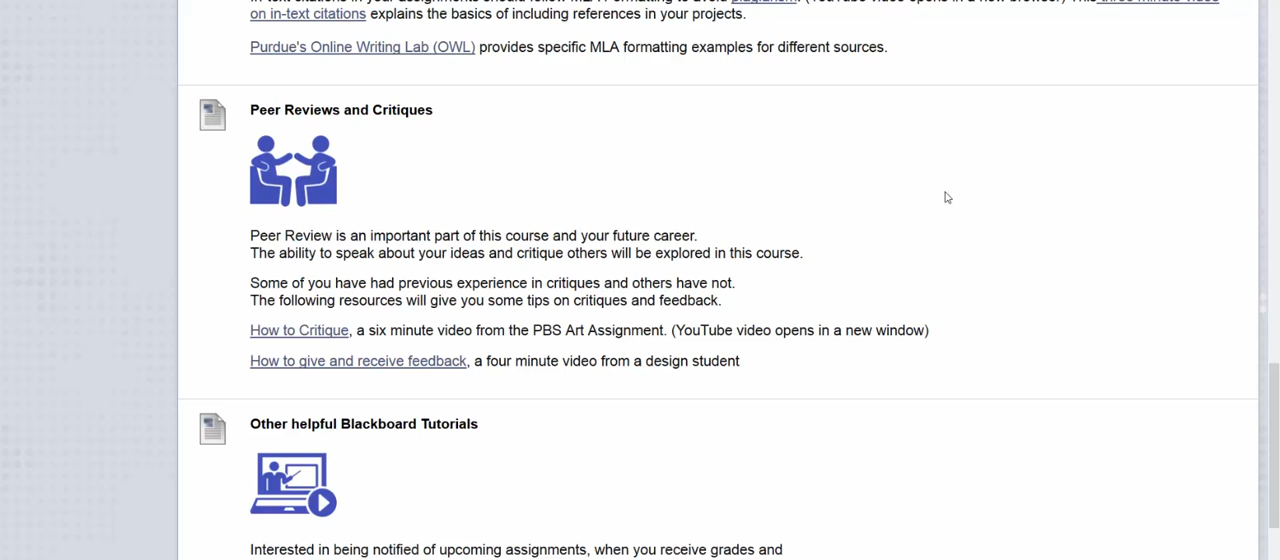 on in-text citations explains the basics of including references in your projects.
Purdue's Online Writing Lab (OWL) provides specific MLA formatting examples for different sources.
Peer Reviews and Critiques
Peer Review is an important part of this course and your future career.
The ability to speak about your ideas and critique others will be explored in this course.
Some of you have had previous experience in critiques and others have not.
The following resources will give you some tips on critiques and feedback.
How to Critique, a six minute video from the PBS Art Assignment. (YouTube video opens in a new window)
How to give and receive feedback, a four minute video from a design student
Other helpful Blackboard Tutorials
Interested in being notified of upcoming assignments, when you receive grades and